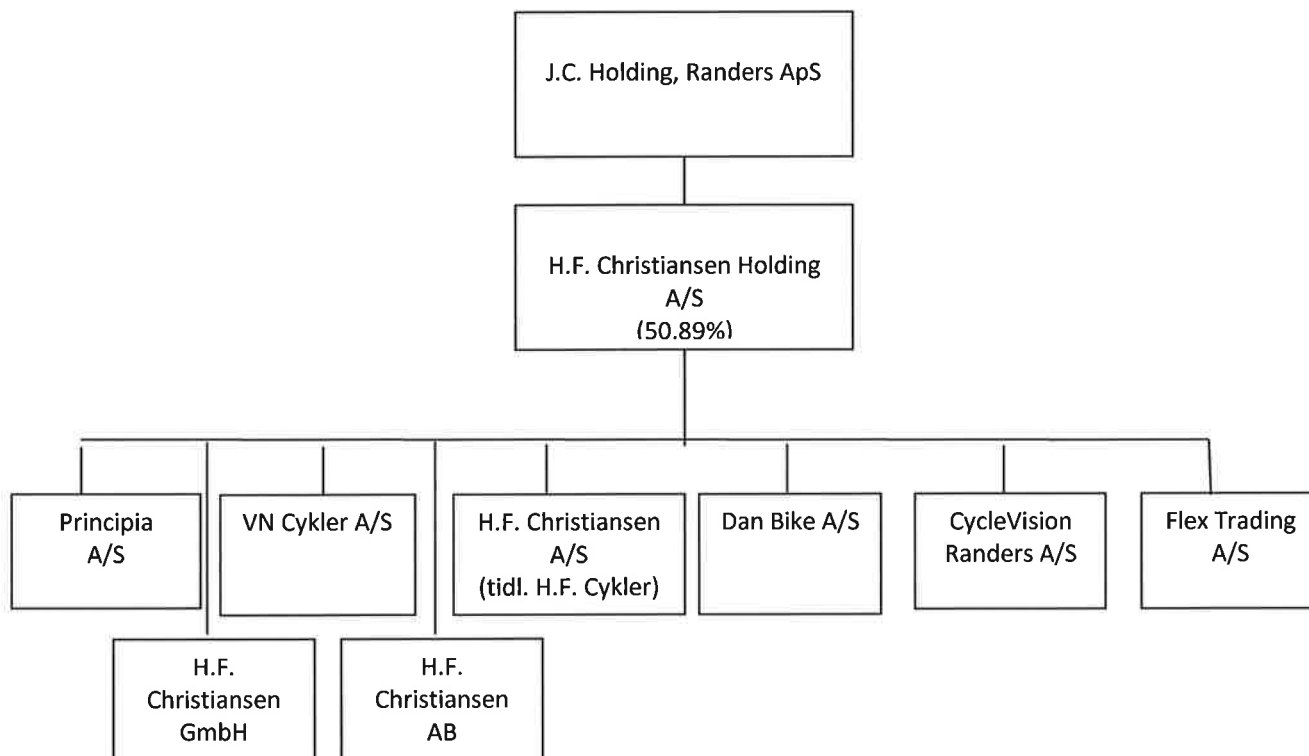 J.C. Holding, Randers ApS
H.F. Christiansen Holding
A/S
(50.89%)
Principia
A/S
VN Cykler A/S
H.F. Christiansen
A/S
(tidl. H.F. Cykler)
Dan Bike A/S
CycleVision
Randers A/S
Flex Trading
A/S
H.F.
Christiansen
GmbH
H.F.
Christiansen
AB